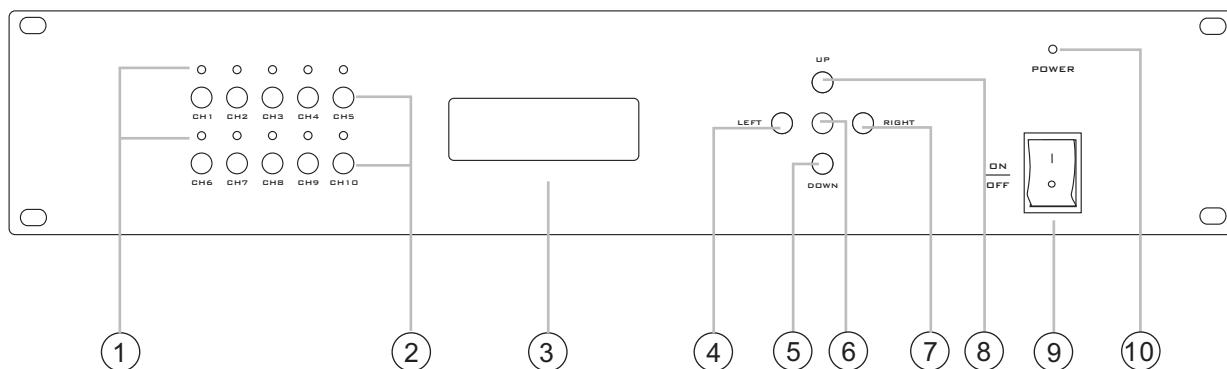 UP
POWER
CH1 CH2 CH3 CH4 CH5
LEFT RIGHT
CH6 CH7 CH8 CH9 CH10
DOWN
ON
OFF
I
1 2 3 4 5 6 7 8 9 10